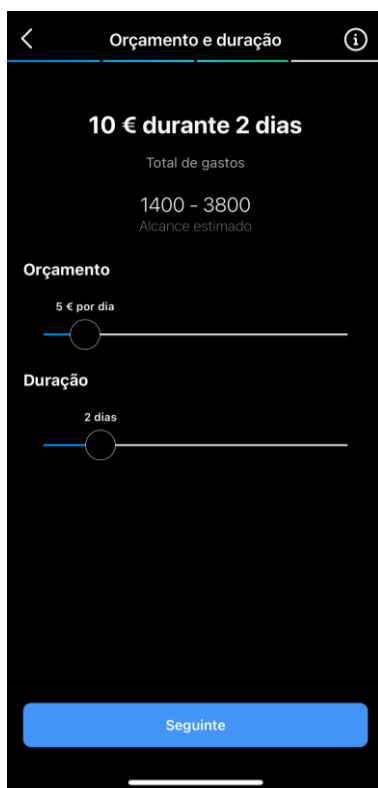 Orçamento e duração
10 € durante 2 dias
Total de gastos
1400 - 3800
Alcance estimado
Orçamento
5 € por dia
Duração
2 dias
Seguinte